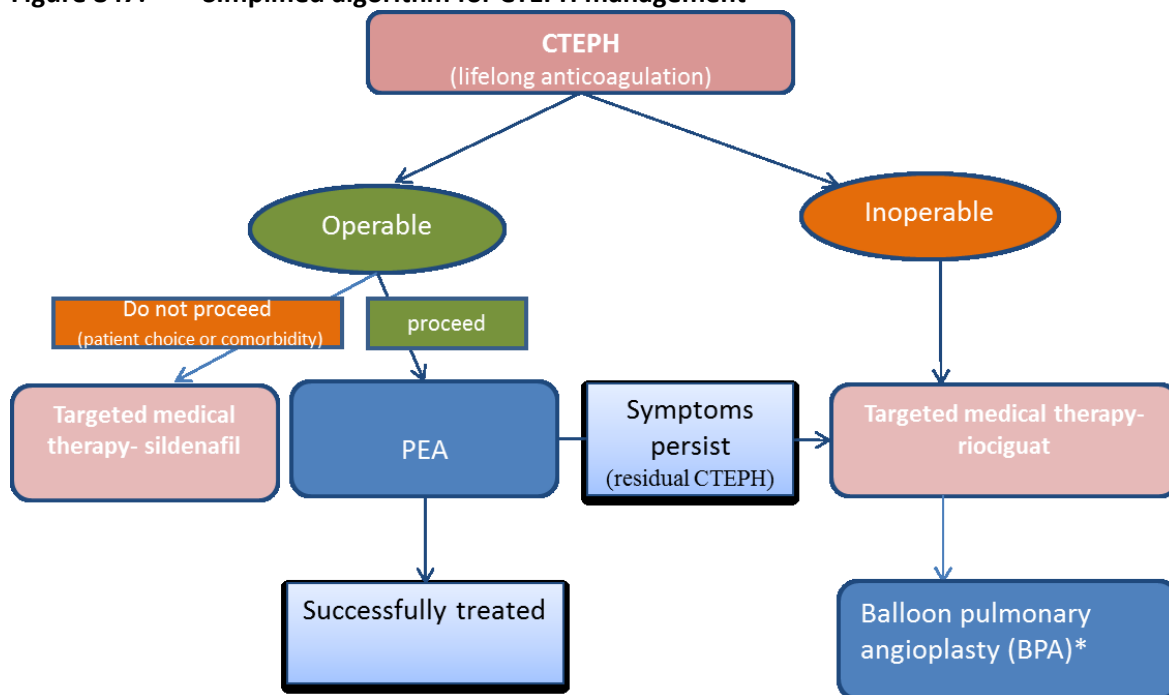 CTEPH
(lifelong anticoagulation)
Operable
Inoperable
Do not proceed
(patient choice or comorbidity)
proceed
Targeted medical
therapy- sildenafil
PEA
Symptoms
persist
(residual CTEPH)
Targeted medical therapy-
riociguat
Successfully treated
Balloon pulmonary
angioplasty (BPA)*